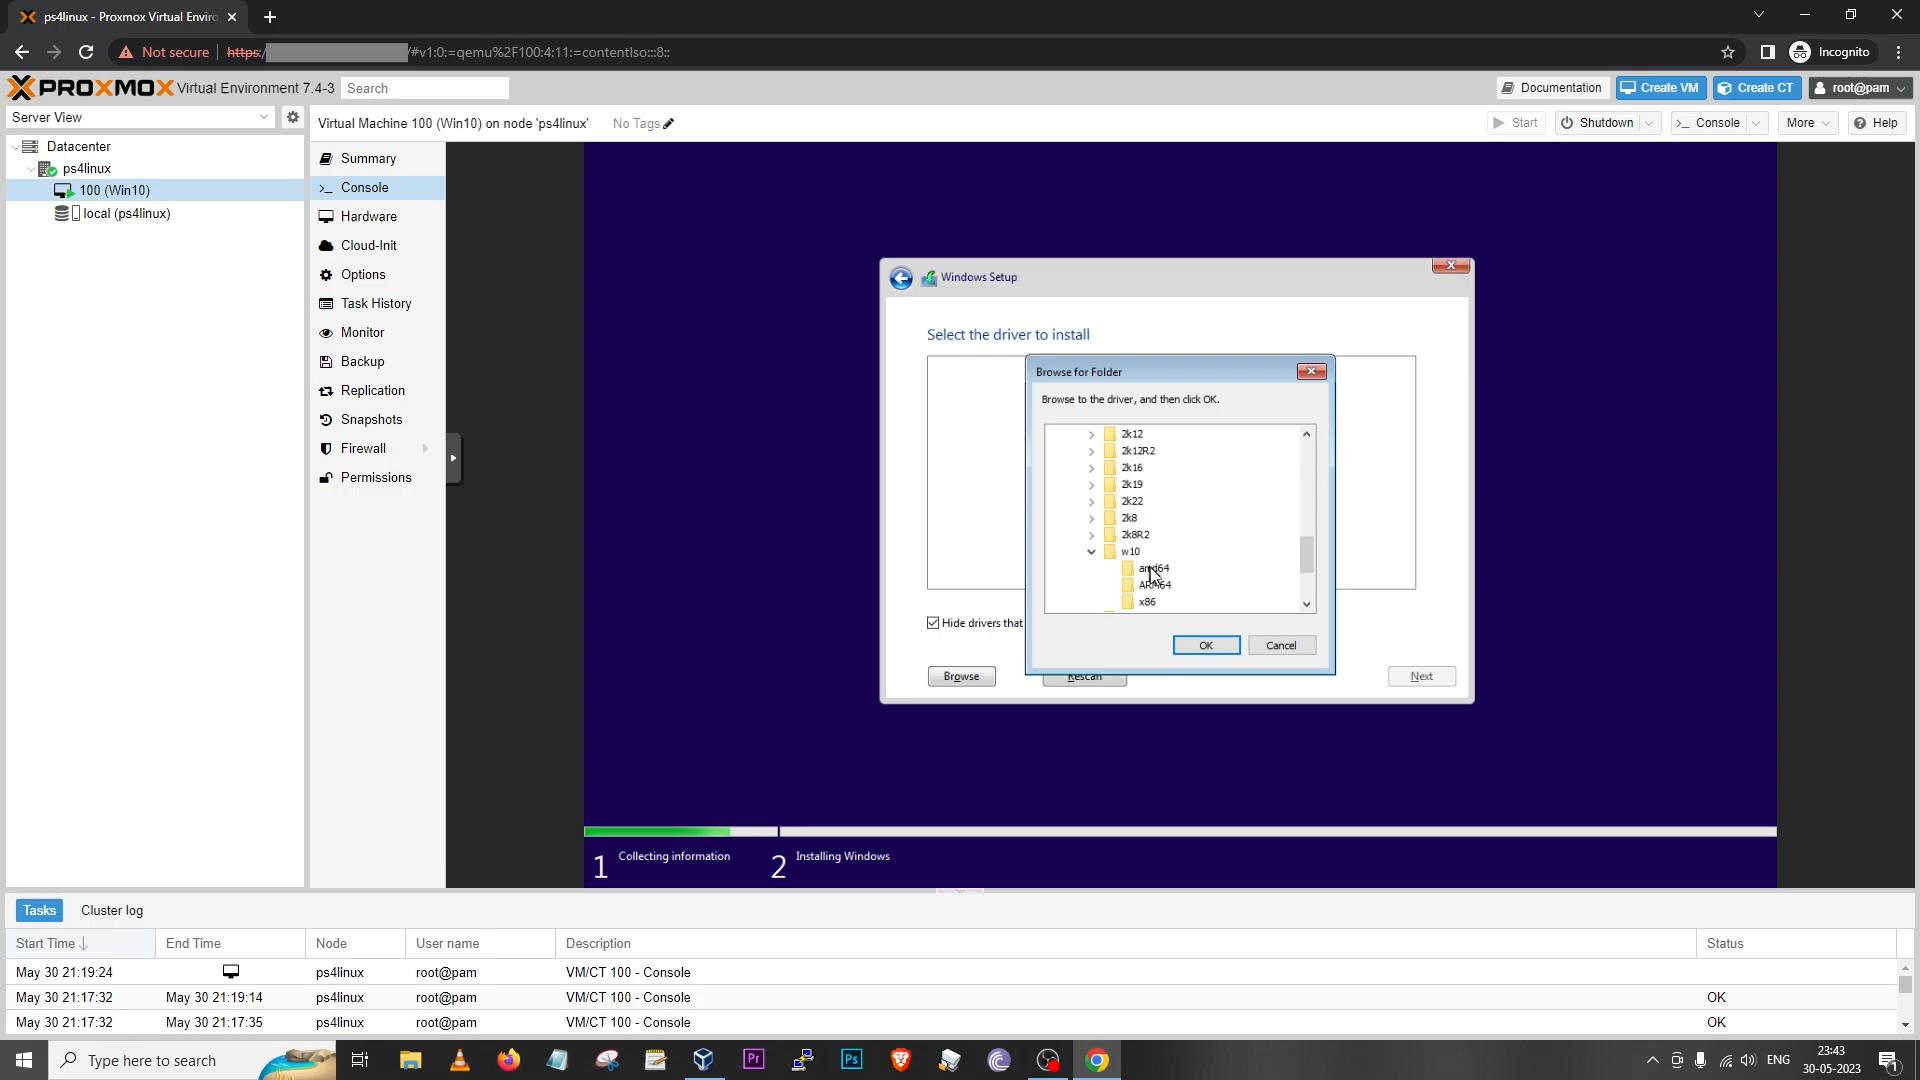 ps4linux - Proxmox Virtual Enviro
Not secure
https:/
/#v1:0:=qemu%2F100:4:11:=contentIso:::8::
Incognito
PROXMOX Virtual Environment 7.4-3
Search
Documentation
Create VM
Create CT
root@pam
Server View
Virtual Machine 100 (Win10) on node 'ps4linux'
No Tags
Start
Shutdown
Console
More
Help
Datacenter
ps4linux
100 (Win10)
local (ps4linux)
Summary
Console
Hardware
Cloud-Init
Options
Task History
Monitor
Backup
Replication
Snapshots
Firewall
Permissions
Windows Setup
Select the driver to install
Browse for Folder
Browse to the driver, and then click OK.
2k12
2k12R2
2k16
2k19
2k22
2k8
2k8R2
w10
amd64
ARM64
x86
OK
Cancel
Hide drivers that
Browse
Rescan
Next
1 Collecting information
2 Installing Windows
Tasks
Cluster log
Start Time End Time Node User name Description Status
May 30 21:19:24 ps4linux root@pam VM/CT 100 - Console
May 30 21:17:32 May 30 21:19:14 ps4linux root@pam VM/CT 100 - Console OK
May 30 21:17:32 May 30 21:17:35 ps4linux root@pam VM/CT 100 - Console OK
Type here to search
Pr
Ps
ENG
23:43
30-05-2023
1